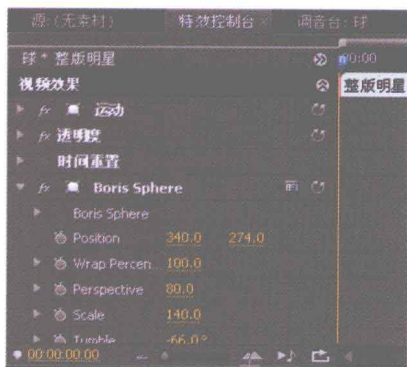 源：(无素材) 特效控制台 × 调音台：球
球 * 整版明星 00:00
视频效果 整版明星
fx 运动
fx 透明度
时间重置
fx Boris Sphere
Boris Sphere
Position 340.0 274.0
Wrap Percen... 100.0
Perspective 80.0
Scale 140.0
Tumble -66.0°
00:00:00:00